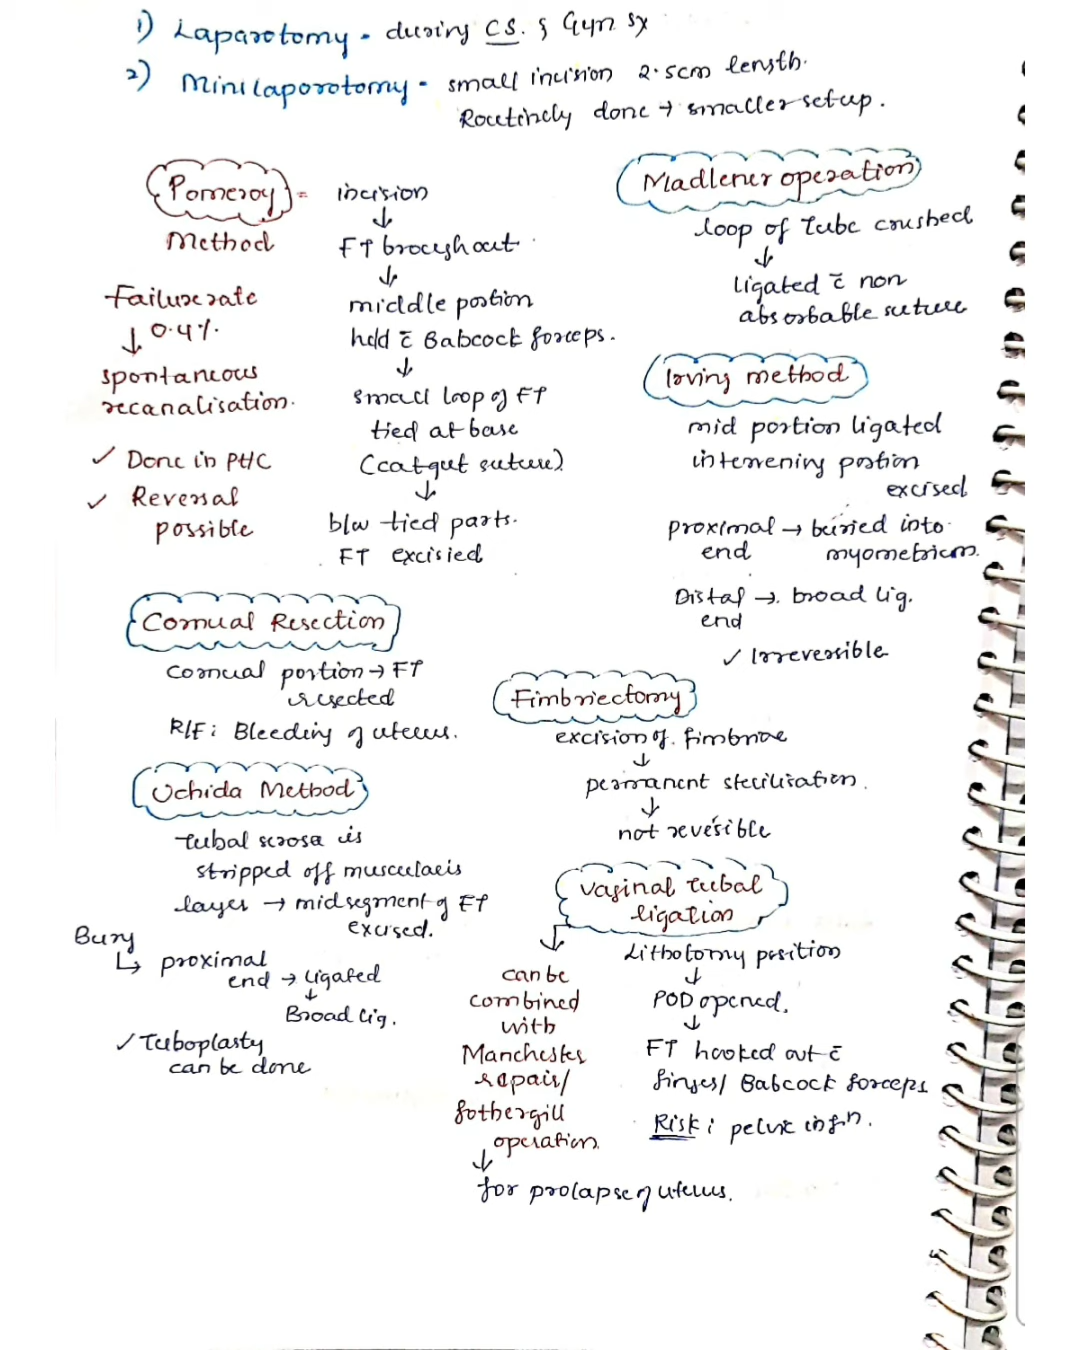 1) Laparotomy - during CS. & Gyn sx
2) Minilaporotomy - small incision 2.5cm length.
Routinely done → smaller setup.
Pomeroy = incision
Method
↓
FT brought out
↓
middle portion
held c̄ Babcock forceps.
↓
small loop of FT
tied at base
(catgut suture)
↓
b/w tied parts.
FT excisied
Failure rate
↓ 0.4%.
spontaneous
recanalisation.
✓ Done in PHC
✓ Reversal
possible
Madlener operation
loop of Tube crushed
↓
ligated c̄ non
absorbable suture
Irving method
mid portion ligated
intervening portion
excised
proximal → buried into
end myometrium.
Distal → broad lig.
end
✓ Irreversible
Cornual Resection
cornual portion → FT
resected
R/F: Bleeding of uterus.
Fimbriectomy
excision of fimbriae
↓
permanent sterilisation.
↓
not revesible
Uchida Method
tubal serosa is
stripped off muscularis
layer → midsegment of FT
excised.
Bury
↳ proximal
end → ligated
↓
Broad lig.
✓ Tuboplasty
can be done
Vaginal tubal
ligation
↓
can be
combined
with
Manchester
repair/
fothergill
operation
↓
for prolapse of uterus.
Lithotomy position
↓
POD opened.
↓
FT hooked out c̄
finger/ Babcock forceps
Risk: pelvic infn.